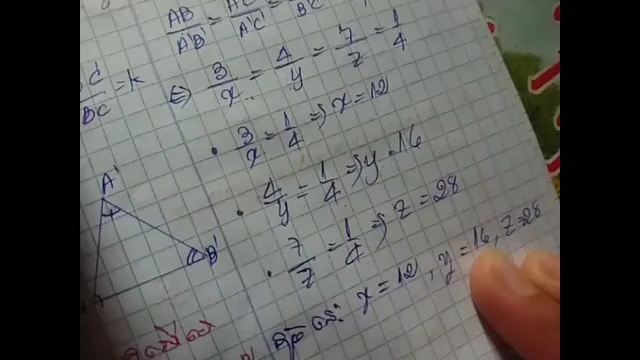 AB/A'B' = AC/A'C' =
BC = k
⇔ 3/x = 4/y = 7/z = 1/4
• 3/x = 1/4 ⇒ x = 12
• 4/y = 1/4 ⇒ y = 16
A'
B'
• 7/z = 1/4 ⇒ z = 28
x = 12, y = 16, z = 28